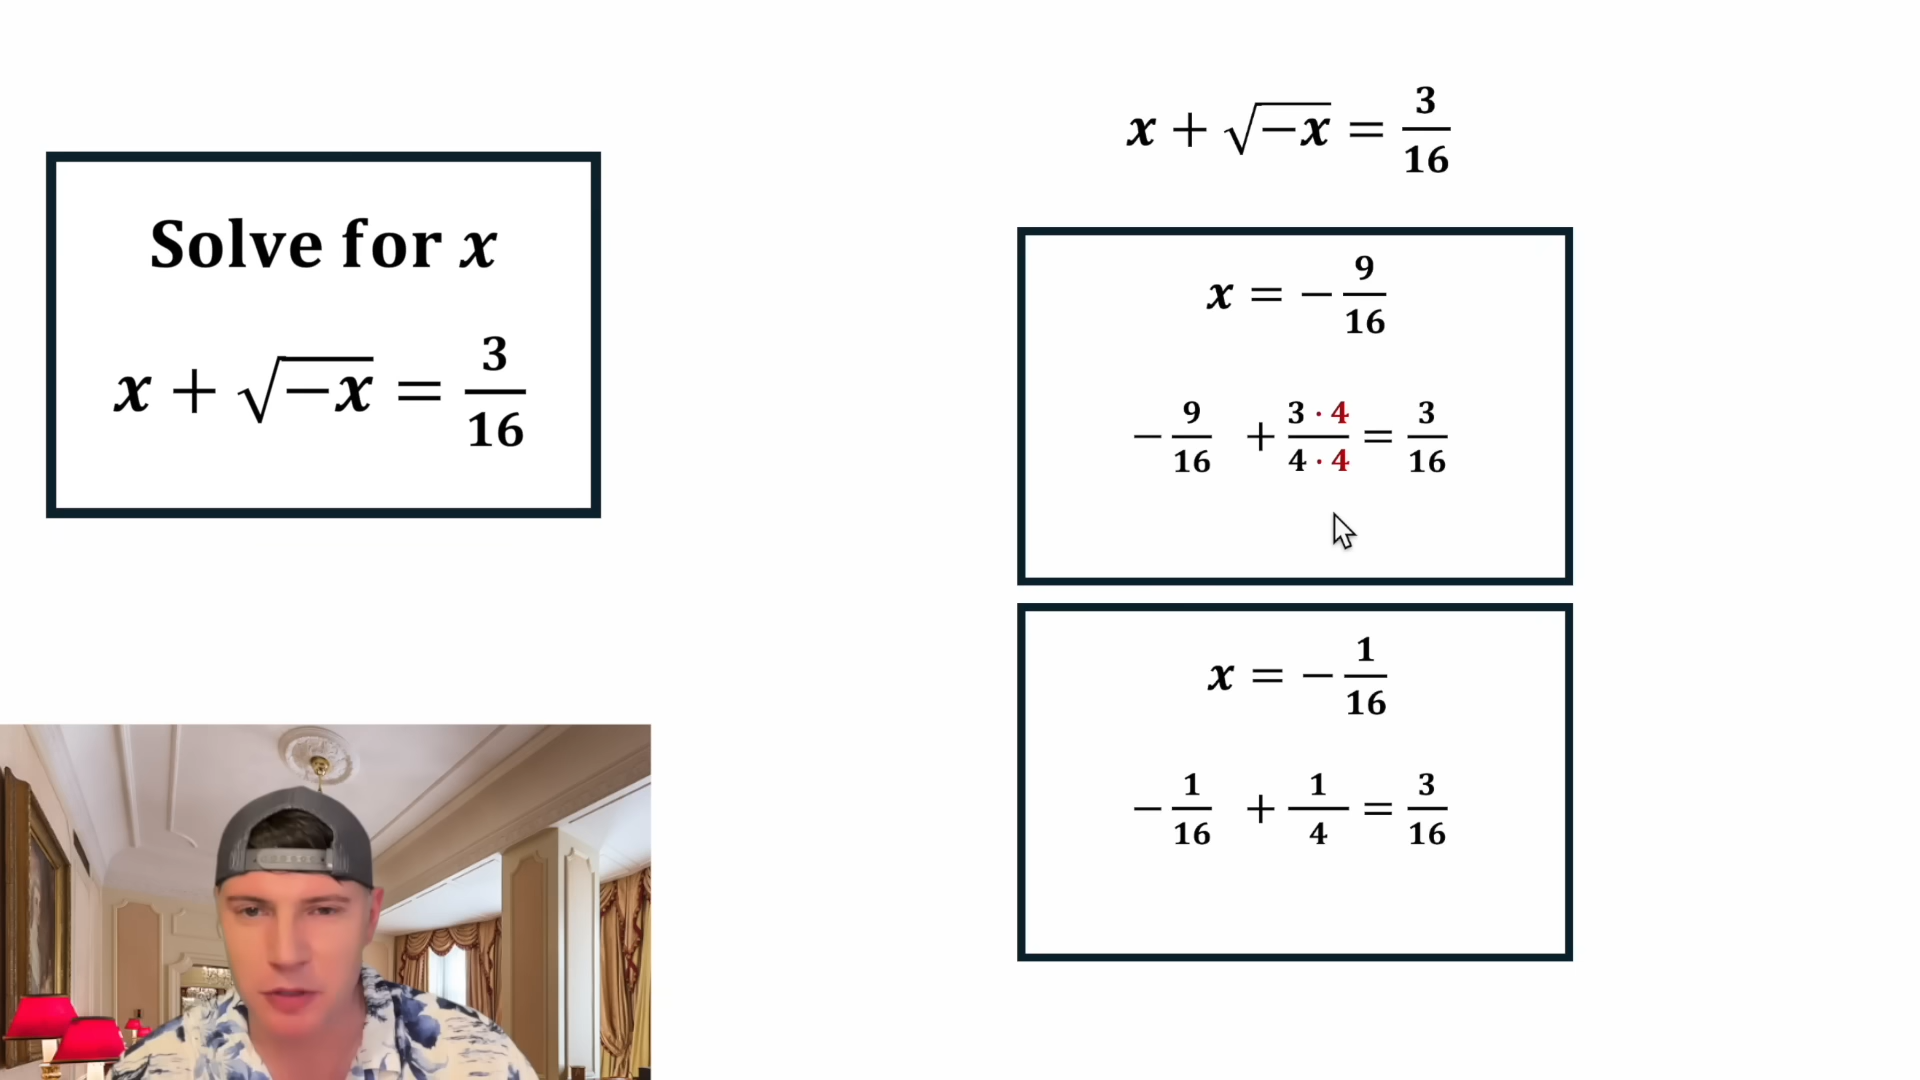 Solve for x
x + √−x = 3/16
x + √−x = 3/16
x = − 9/16
− 9/16 + 3 · 4/4 · 4 = 3/16
x = − 1/16
− 1/16 + 1/4 = 3/16